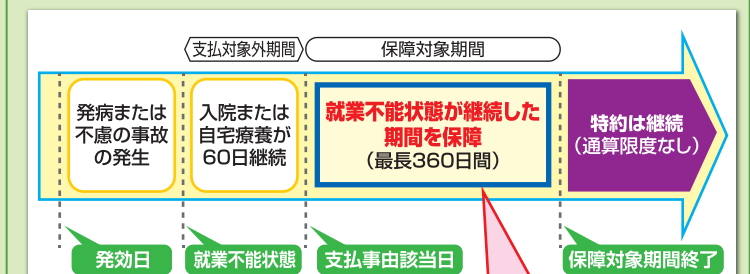 支払対象外期間
保障対象期間
発病または
不慮の事故
の発生
入院または
自宅療養が
60日継続
就業不能状態が継続した
期間を保障
（最長360日間）
特約は継続
（通算限度なし）
発効日
就業不能状態
支払事由該当日
保障対象期間終了